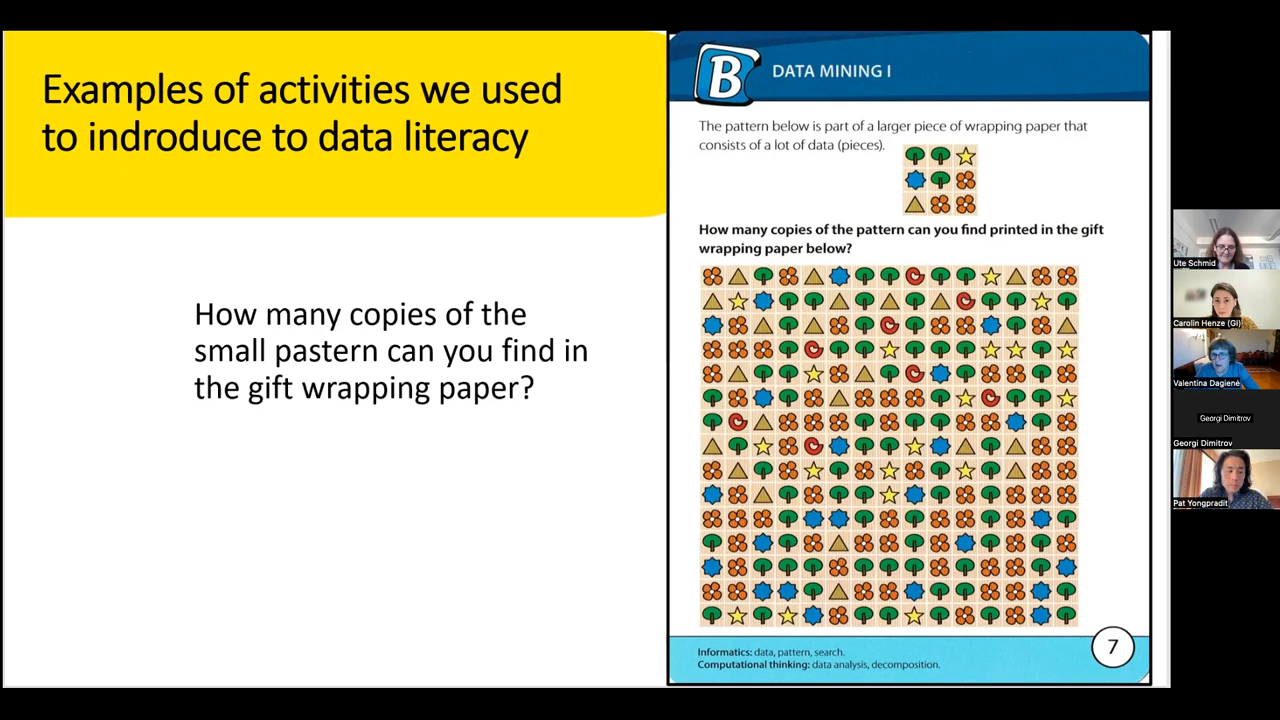 Examples of activities we used
to indroduce to data literacy
How many copies of the
small pastern can you find in
the gift wrapping paper?
B
DATA MINING I
The pattern below is part of a larger piece of wrapping paper that
consists of a lot of data (pieces).
How many copies of the pattern can you find printed in the gift
wrapping paper below?
Informatics: data, pattern, search.
Computational thinking: data analysis, decomposition.
7
Ute Schmid
Carolin Henze (GI)
Valentina Dagienė
Georgi Dimitrov
Georgi Dimitrov
Pat Yongpradit